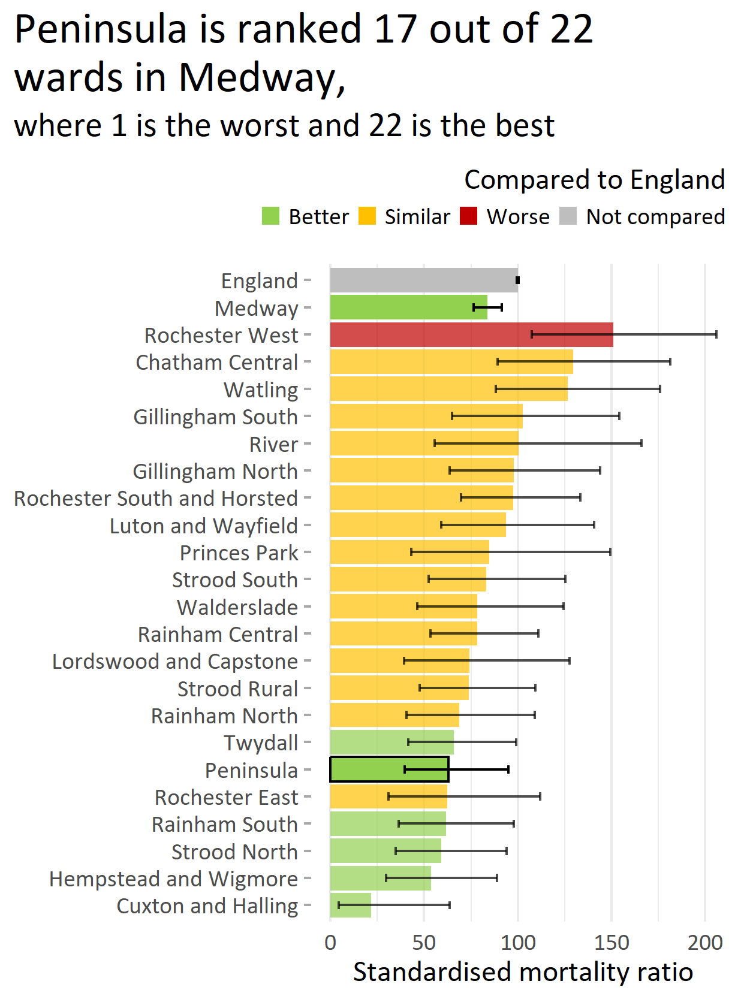 Peninsula is ranked 17 out of 22
wards in Medway,
where 1 is the worst and 22 is the best
Compared to England
Better Similar Worse Not compared
England
Medway
Rochester West
Chatham Central
Watling
Gillingham South
River
Gillingham North
Rochester South and Horsted
Luton and Wayfield
Princes Park
Strood South
Walderslade
Rainham Central
Lordswood and Capstone
Strood Rural
Rainham North
Twydall
Peninsula
Rochester East
Rainham South
Strood North
Hempstead and Wigmore
Cuxton and Halling
0 50 100 150 200
Standardised mortality ratio